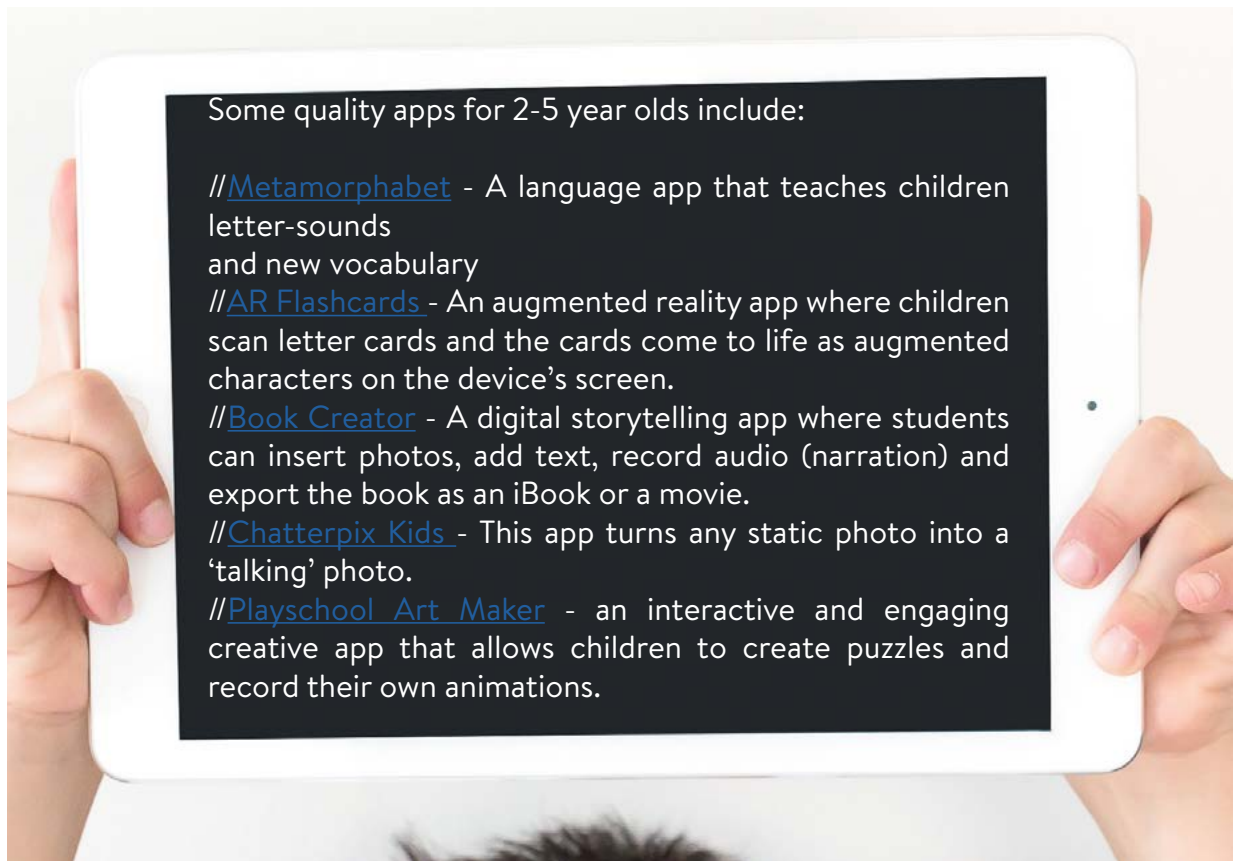 Some quality apps for 2-5 year olds include:
//Metamorphabet - A language app that teaches children
letter-sounds
and new vocabulary
//AR Flashcards - An augmented reality app where children
scan letter cards and the cards come to life as augmented
characters on the device’s screen.
//Book Creator - A digital storytelling app where students
can insert photos, add text, record audio (narration) and
export the book as an iBook or a movie.
//Chatterpix Kids - This app turns any static photo into a
‘talking’ photo.
//Playschool Art Maker - an interactive and engaging
creative app that allows children to create puzzles and
record their own animations.